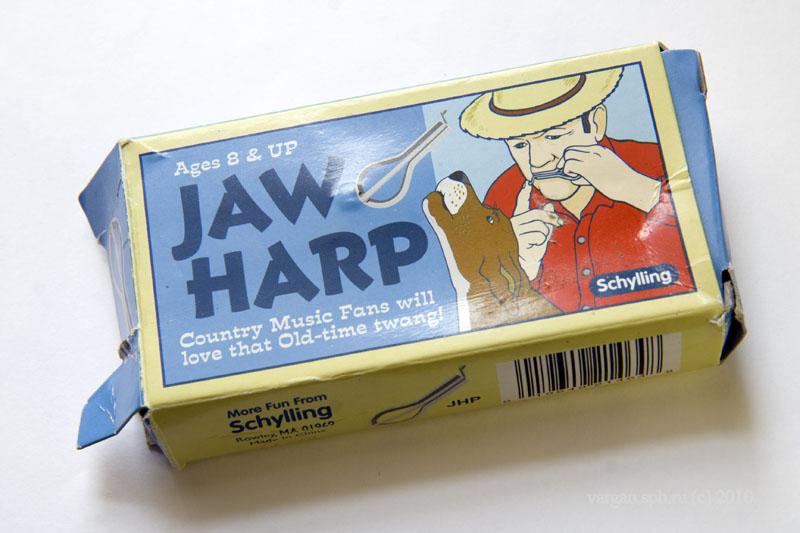 Ages 8 & UP
JAW
HARP
Country Music Fans will
love that Old-time twang!
Schylling
More Fun From
Schylling
Rowley, MA 01969
Made in China
JHP
vargan.spb.ru (c) 2010